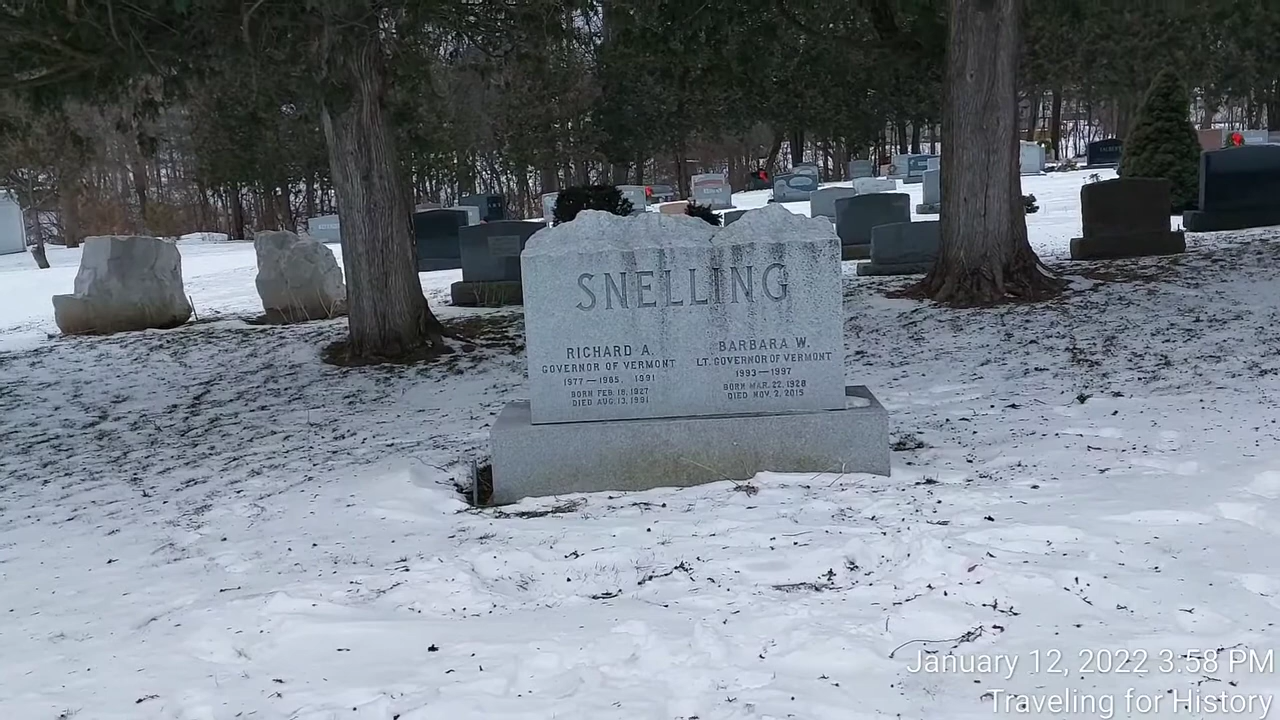 SNELLING
RICHARD A.
GOVERNOR OF VERMONT
1977 — 1985, 1991
BORN FEB. 18, 1927
DIED AUG. 13, 1991
BARBARA W.
LT. GOVERNOR OF VERMONT
1993 — 1997
BORN MAR. 22, 1928
DIED NOV. 2, 2015
January 12, 2022 3:58 PM
Traveling for History